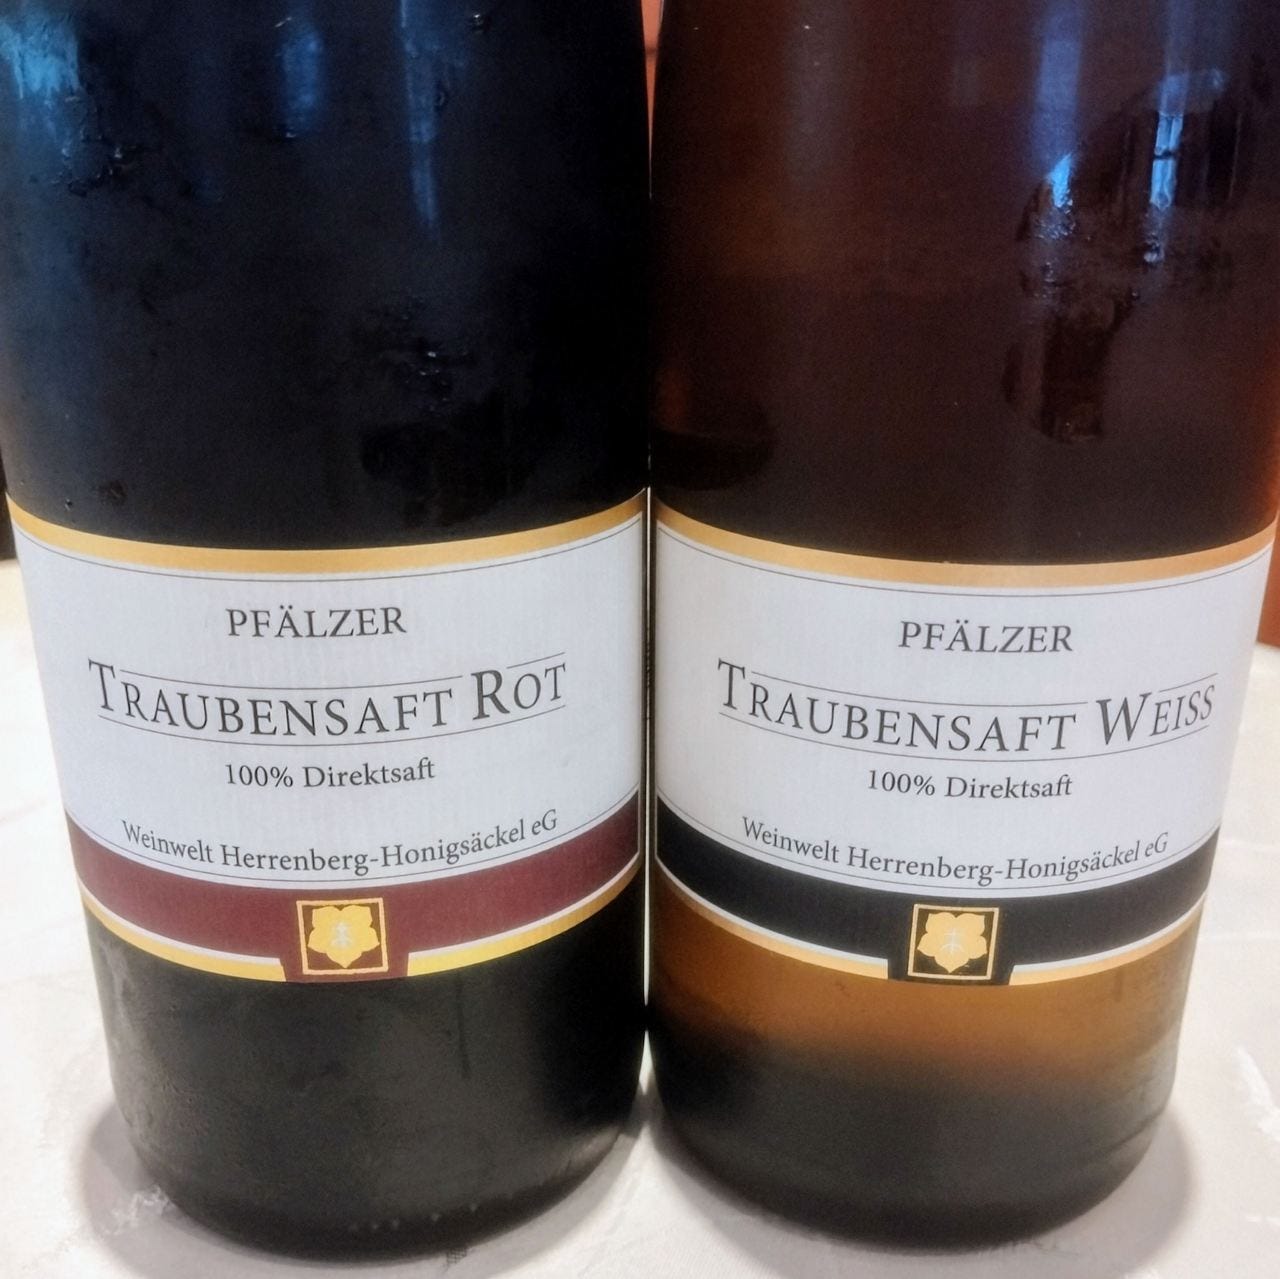 PFÄLZER
TRAUBENSAFT ROT
100% Direktsaft
Weinwelt Herrenberg-Honigsäckel eG
PFÄLZER
TRAUBENSAFT WEISS
100% Direktsaft
Weinwelt Herrenberg-Honigsäckel eG